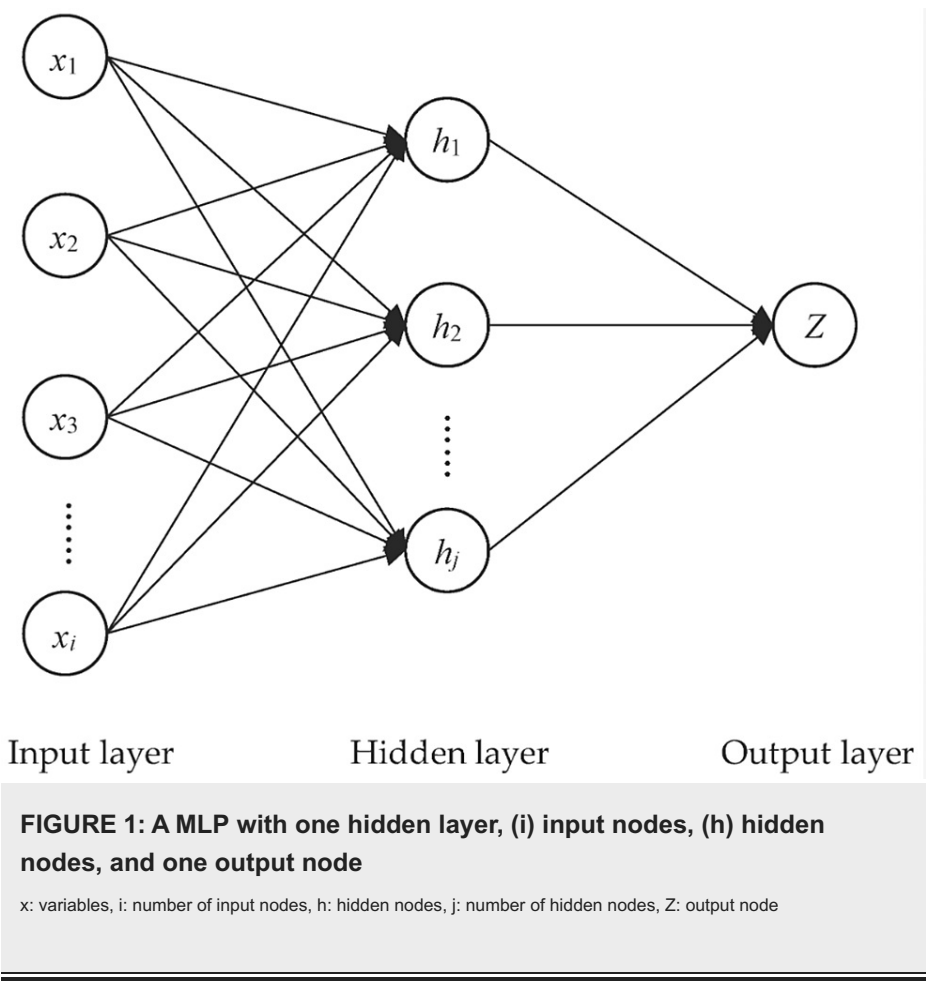 x1
h1
x2
h2
Z
x3
hj
xi
Input layer
Hidden layer
Output layer
FIGURE 1: A MLP with one hidden layer, (i) input nodes, (h) hidden
nodes, and one output node
x: variables, i: number of input nodes, h: hidden nodes, j: number of hidden nodes, Z: output node